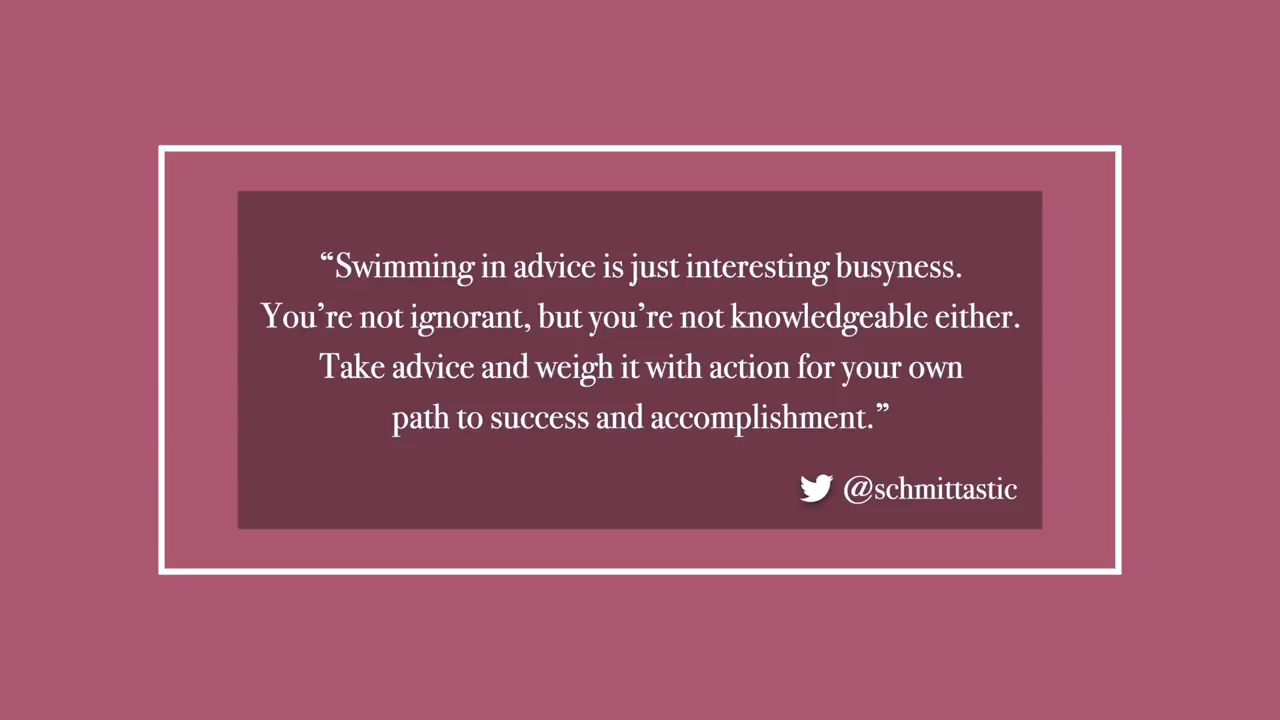 “Swimming in advice is just interesting busyness.
You’re not ignorant, but you’re not knowledgeable either.
Take advice and weigh it with action for your own
path to success and accomplishment.”
@schmittastic